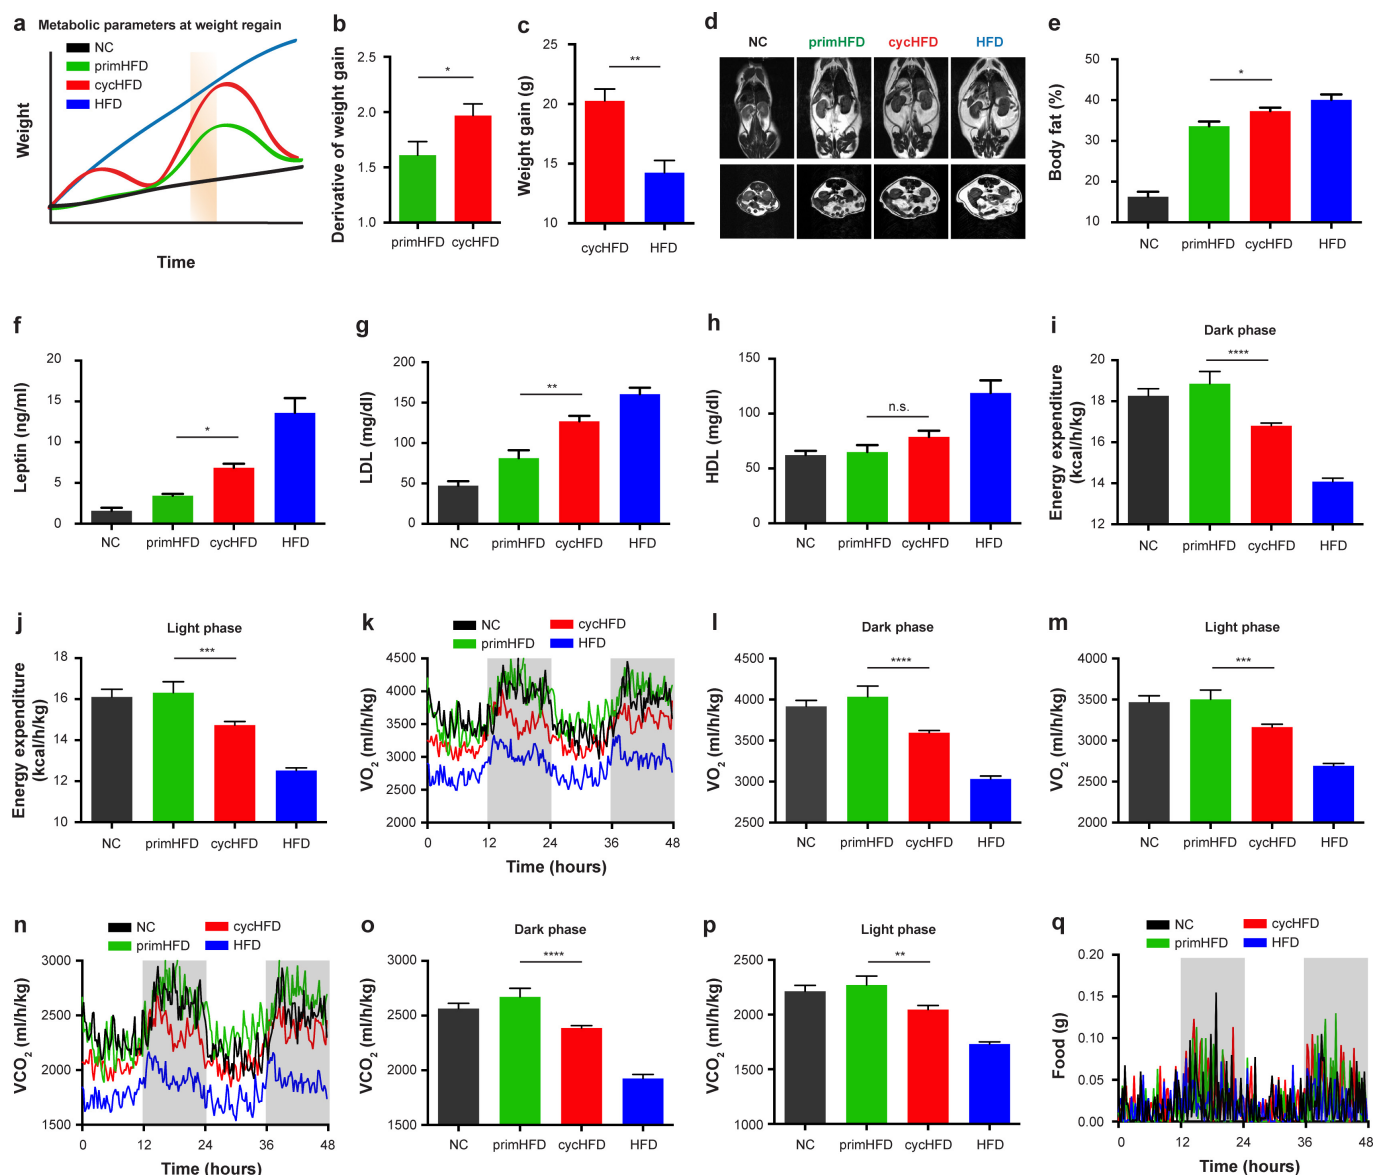 a
Metabolic parameters at weight regain
NC
primHFD
cycHFD
HFD
Weight
Time
b
Derivative of weight gain
2.5
2.0
1.5
1.0
*
primHFD cycHFD
c
Weight gain (g)
25
20
15
10
**
cycHFD HFD
d
NC primHFD cycHFD HFD
e
Body fat (%)
50
40
30
20
10
*
NC primHFD cycHFD HFD
f
Leptin (ng/ml)
20
15
10
5
0
*
NC primHFD cycHFD HFD
g
LDL (mg/dl)
200
150
100
50
0
**
NC primHFD cycHFD HFD
h
HDL (mg/dl)
150
100
50
0
n.s.
NC primHFD cycHFD HFD
i
Dark phase
Energy expenditure
(kcal/h/kg)
20
18
16
14
12
****
NC primHFD cycHFD HFD
j
Light phase
Energy expenditure
(kcal/h/kg)
18
16
14
12
10
***
NC primHFD cycHFD HFD
k
NC cycHFD
primHFD HFD
VO2 (ml/h/kg)
4500
4000
3500
3000
2500
2000
0 12 24 36 48
Time (hours)
l
Dark phase
VO2 (ml/h/kg)
4500
4000
3500
3000
2500
****
NC primHFD cycHFD HFD
m
Light phase
VO2 (ml/h/kg)
4000
3500
3000
2500
2000
***
NC primHFD cycHFD HFD
n
NC cycHFD
primHFD HFD
VCO2 (ml/h/kg)
3000
2500
2000
1500
0 12 24 36 48
Time (hours)
o
Dark phase
VCO2 (ml/h/kg)
3000
2500
2000
1500
****
NC primHFD cycHFD HFD
p
Light phase
VCO2 (ml/h/kg)
2500
2000
1500
1000
**
NC primHFD cycHFD HFD
q
NC cycHFD
primHFD HFD
Food (g)
0.20
0.15
0.10
0.05
0.00
0 12 24 36 48
Time (hours)